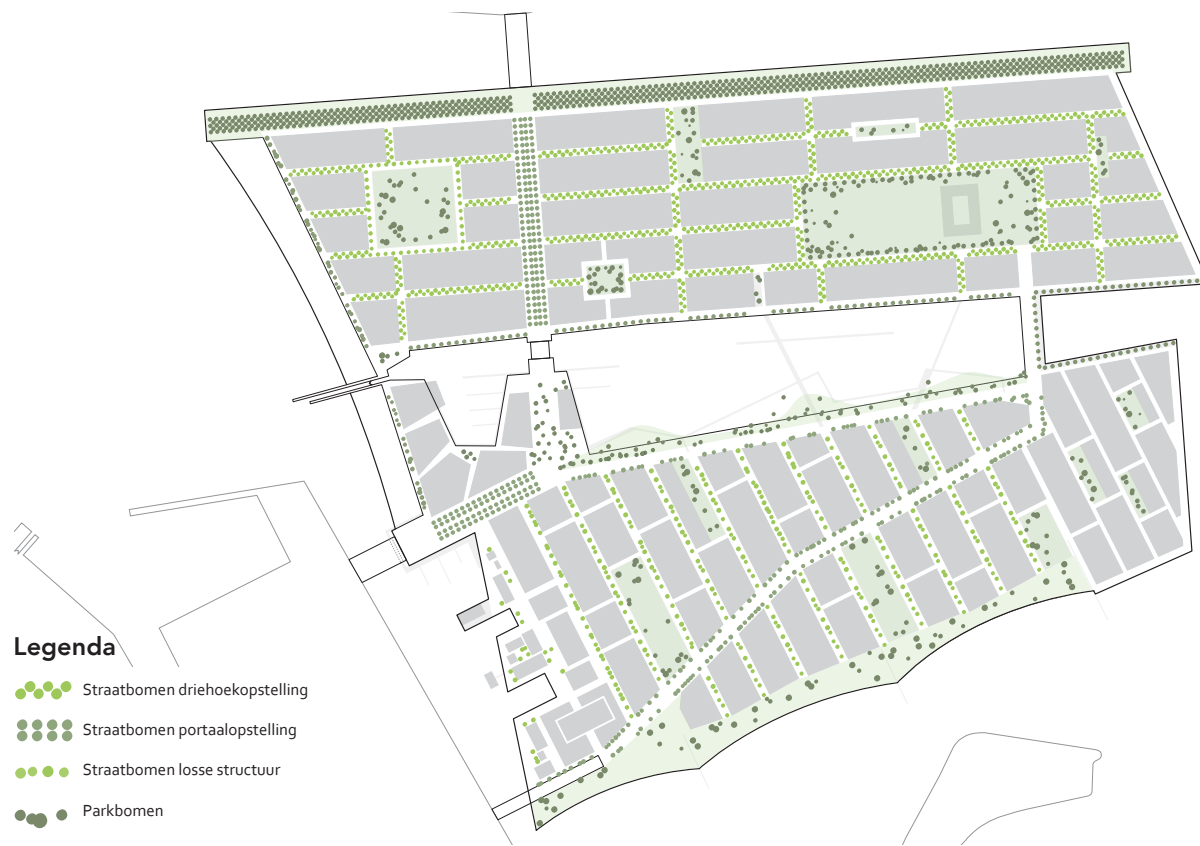 Legenda
Straatbomen driehoekopstelling
Straatbomen portaalopstelling
Straatbomen losse structuur
Parkbomen